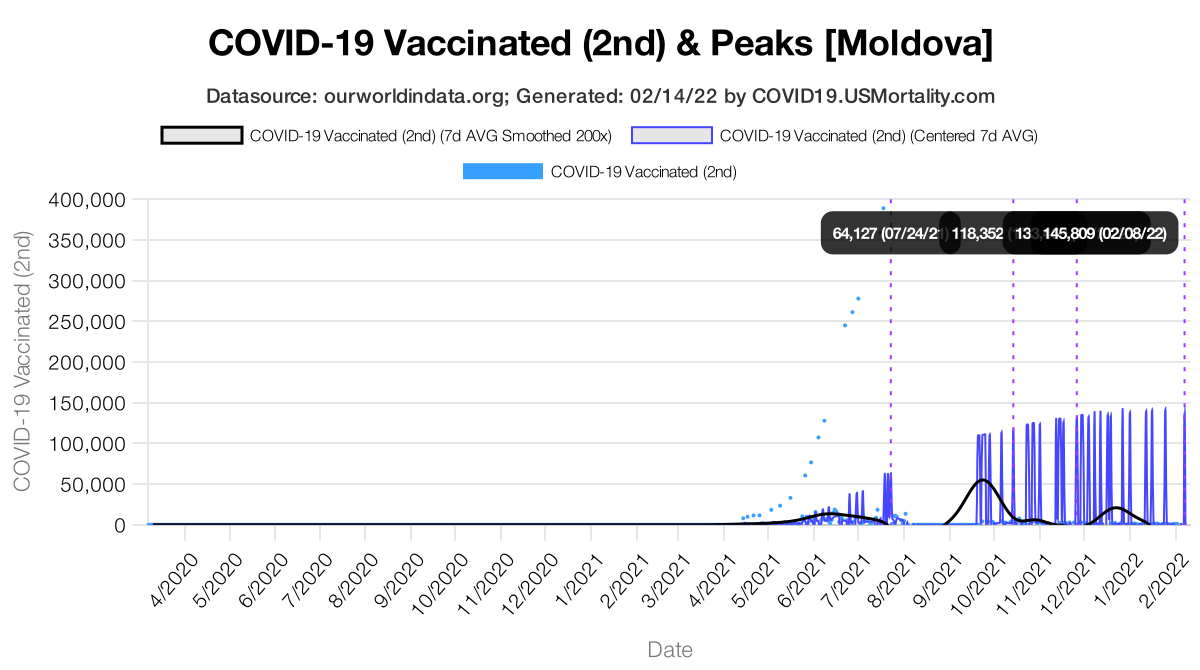 COVID-19 Vaccinated (2nd) & Peaks [Moldova]
Datasource: ourworldindata.org; Generated: 02/14/22 by COVID19.USMortality.com
COVID-19 Vaccinated (2nd) (7d AVG Smoothed 200x) COVID-19 Vaccinated (2nd) (Centered 7d AVG)
COVID-19 Vaccinated (2nd)
COVID-19 Vaccinated (2nd)
400,000
350,000
300,000
250,000
200,000
150,000
100,000
50,000
0
64,127 (07/24/21) 118,352 145,809 (02/08/22)
4/2020 5/2020 6/2020 7/2020 8/2020 9/2020 10/2020 11/2020 12/2020 1/2021 2/2021 3/2021 4/2021 5/2021 6/2021 7/2021 8/2021 9/2021 10/2021 11/2021 12/2021 1/2022 2/2022
Date